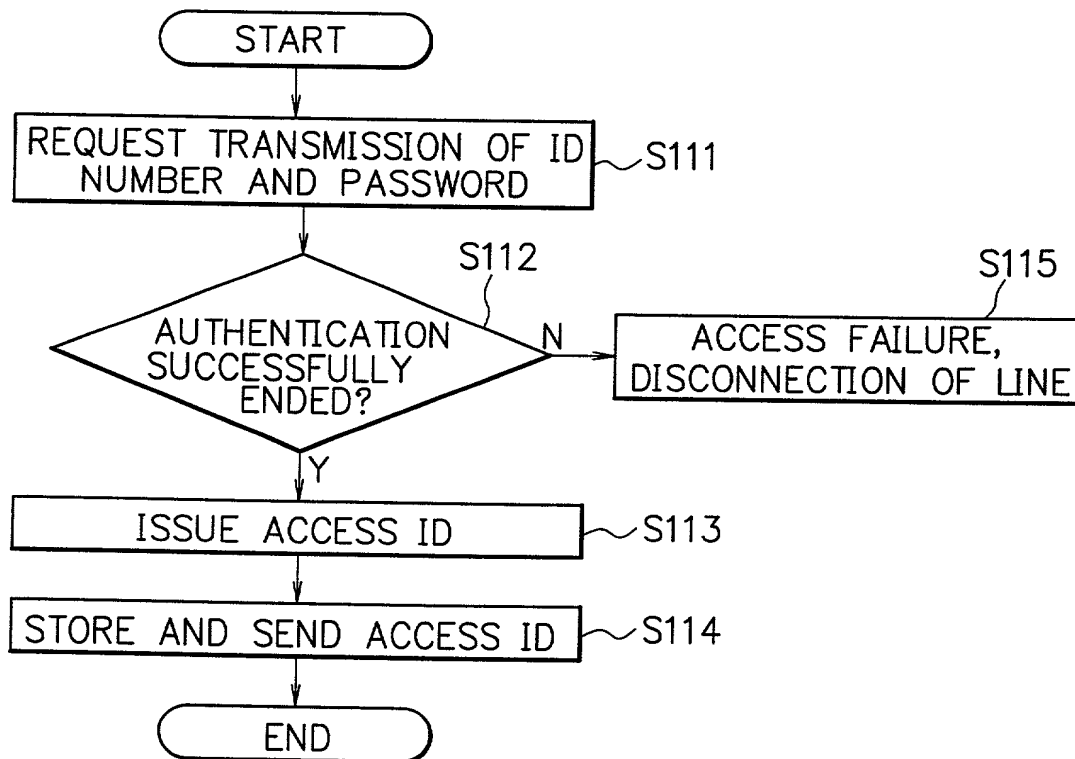 START
REQUEST TRANSMISSION OF ID
NUMBER AND PASSWORD
S111
S112
AUTHENTICATION
SUCCESSFULLY
ENDED?
N
S115
ACCESS FAILURE,
DISCONNECTION OF LINE
Y
ISSUE ACCESS ID
S113
STORE AND SEND ACCESS ID
S114
END